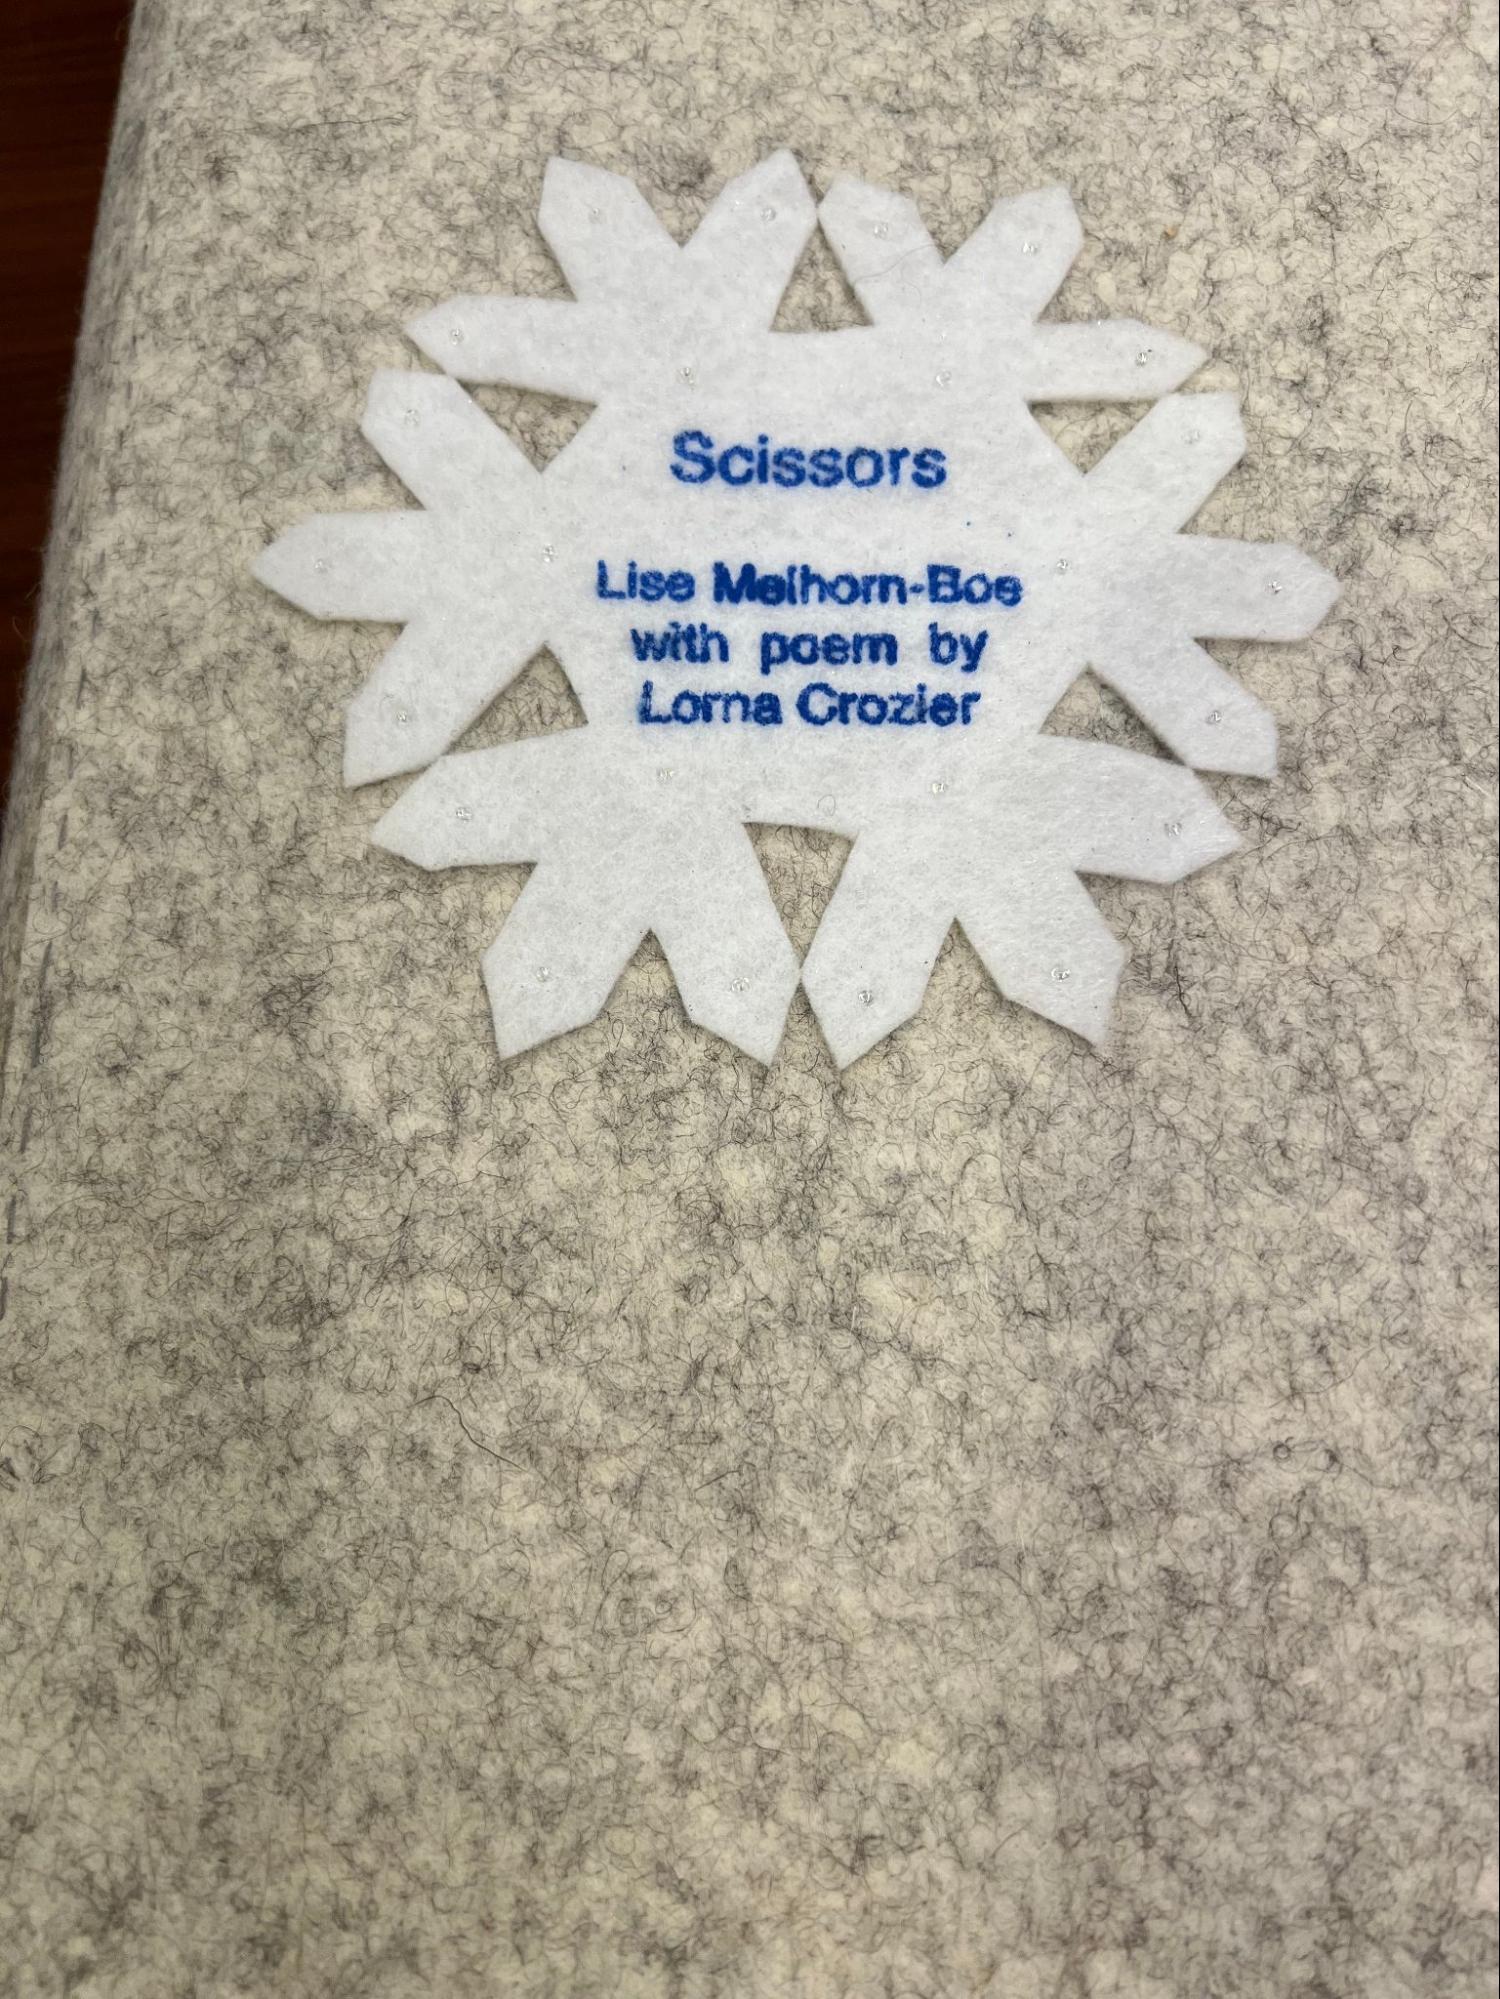 Scissors
Lise Melhorn-Boe
with poem by
Lorna Crozier